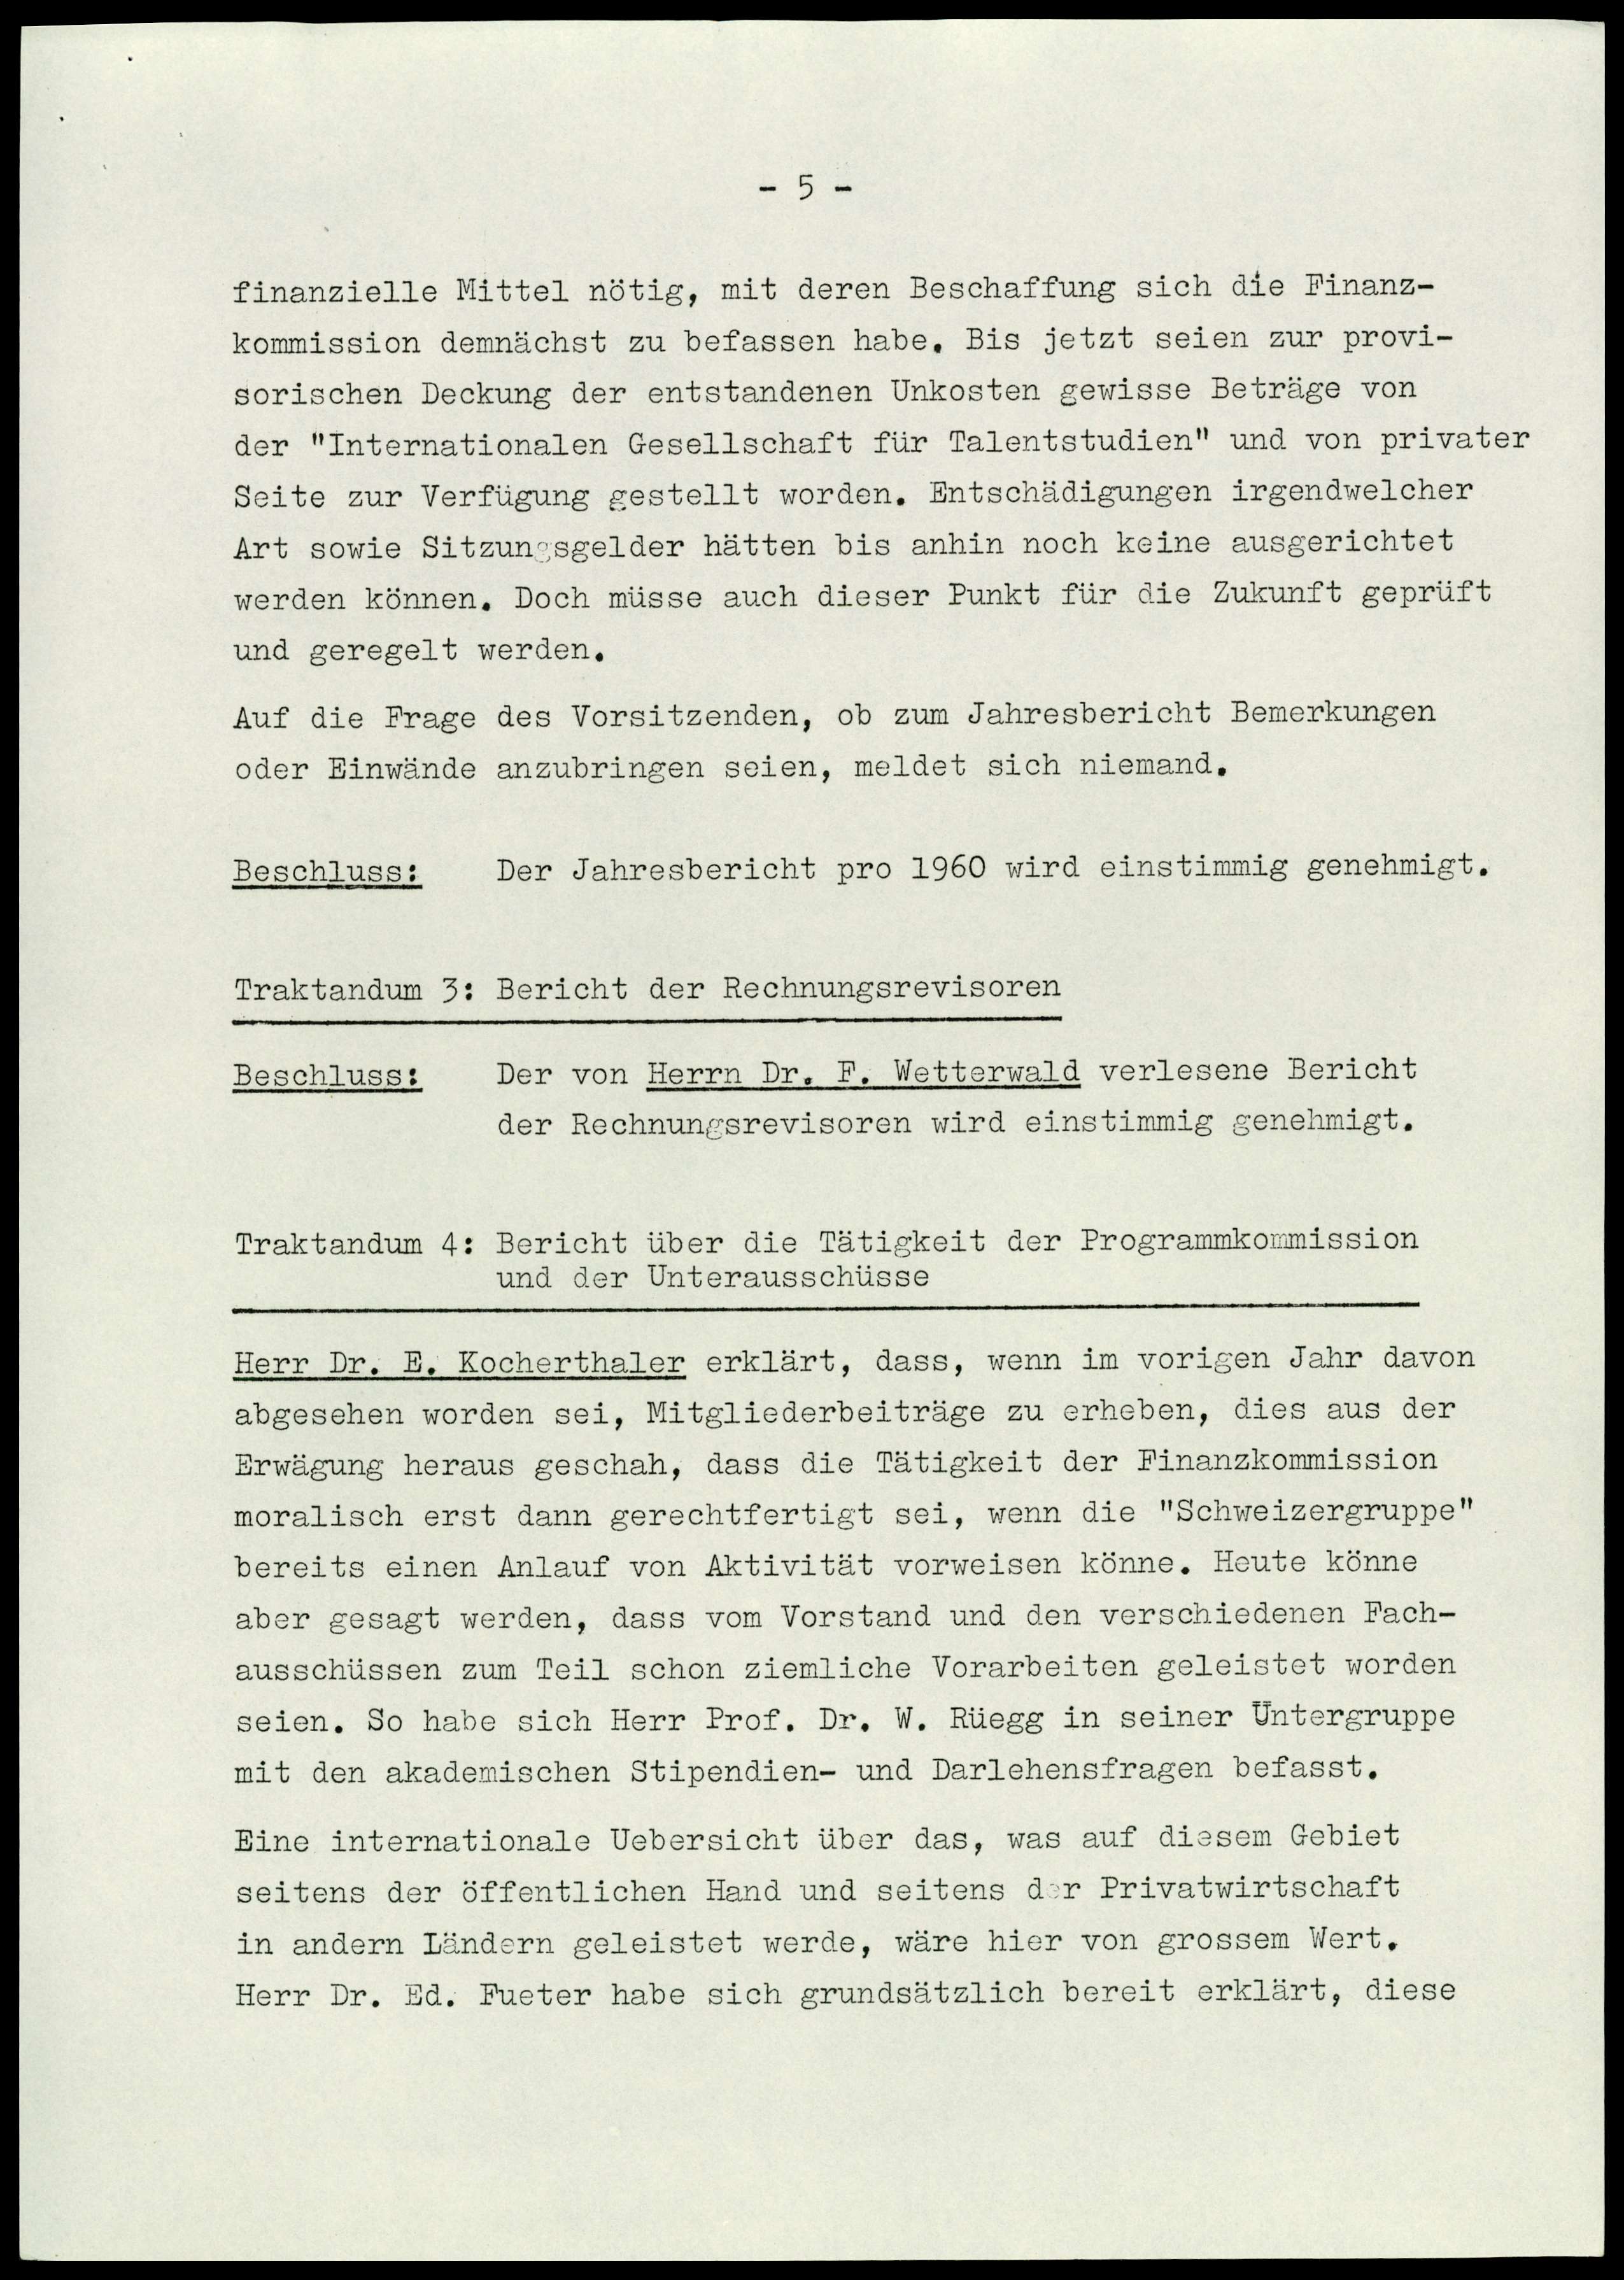 - 5 -
finanzielle Mittel nötig, mit deren Beschaffung sich die Finanz-
kommission demnächst zu befassen habe. Bis jetzt seien zur provi-
sorischen Deckung der entstandenen Unkosten gewisse Beträge von
der "Internationalen Gesellschaft für Talentstudien" und von privater
Seite zur Verfügung gestellt worden. Entschädigungen irgendwelcher
Art sowie Sitzungsgelder hätten bis anhin noch keine ausgerichtet
werden können. Doch müsse auch dieser Punkt für die Zukunft geprüft
und geregelt werden.
Auf die Frage des Vorsitzenden, ob zum Jahresbericht Bemerkungen
oder Einwände anzubringen seien, meldet sich niemand.
Beschluss: Der Jahresbericht pro 1960 wird einstimmig genehmigt.
Traktandum 3: Bericht der Rechnungsrevisoren
Beschluss: Der von Herrn Dr. F. Wetterwald verlesene Bericht
der Rechnungsrevisoren wird einstimmig genehmigt.
Traktandum 4: Bericht über die Tätigkeit der Programmkommission
und der Unterausschüsse
Herr Dr. E. Kocherthaler erklärt, dass, wenn im vorigen Jahr davon
abgesehen worden sei, Mitgliederbeiträge zu erheben, dies aus der
Erwägung heraus geschah, dass die Tätigkeit der Finanzkommission
moralisch erst dann gerechtfertigt sei, wenn die "Schweizergruppe"
bereits einen Anlauf von Aktivität vorweisen könne. Heute könne
aber gesagt werden, dass vom Vorstand und den verschiedenen Fach-
ausschüssen zum Teil schon ziemliche Vorarbeiten geleistet worden
seien. So habe sich Herr Prof. Dr. W. Rüegg in seiner Untergruppe
mit den akademischen Stipendien- und Darlehensfragen befasst.
Eine internationale Uebersicht über das, was auf diesem Gebiet
seitens der öffentlichen Hand und seitens der Privatwirtschaft
in andern Ländern geleistet werde, wäre hier von grossem Wert.
Herr Dr. Ed. Fueter habe sich grundsätzlich bereit erklärt, diese